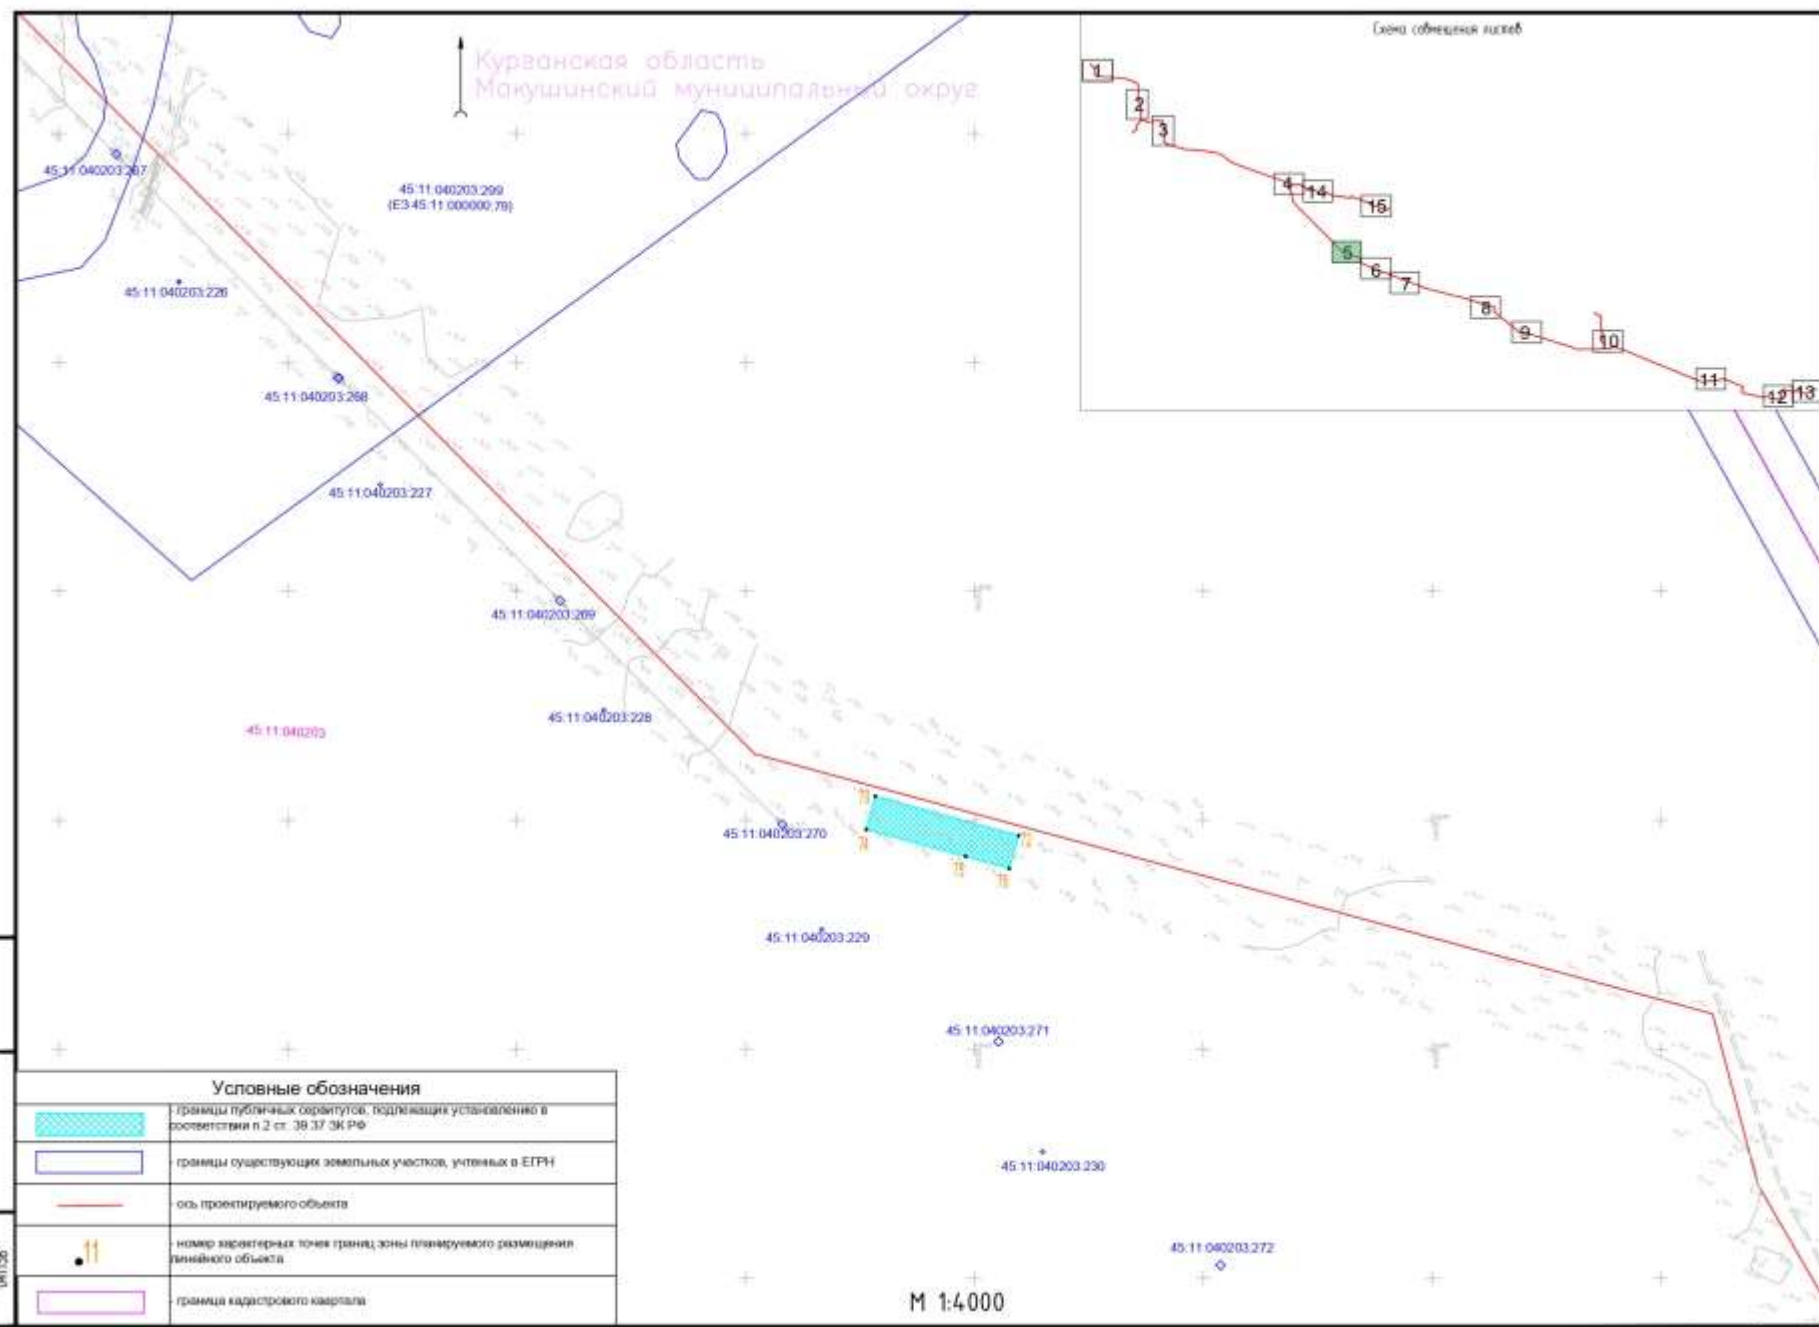 Схема совмещения листов
Курганская область
Макушинский муниципальный округ
1
2
3
4
14
15
5
6
7
8
9
10
11
12
13
45:11:040203:267
45:11:040203:299
(ЕЗ 45:11:000000:79)
45:11:040203:226
45:11:040203:268
45:11:040203:227
45:11:040203:269
45:11:040203:228
45:11:040203
73
72
74
45:11:040203:270
45:11:040203:229
45:11:040203:271
45:11:040203:230
45:11:040203:272
Условные обозначения
- границы публичных сервитутов, подлежащих установлению в
соответствии п.2 ст. 39.37 ЗК РФ
- границы существующих земельных участков, учтенных в ЕГРН
- ось проектируемого объекта
11
- номер характерных точек границ зоны планируемого размещения
линейного объекта
- граница кадастрового квартала
М 1:4000